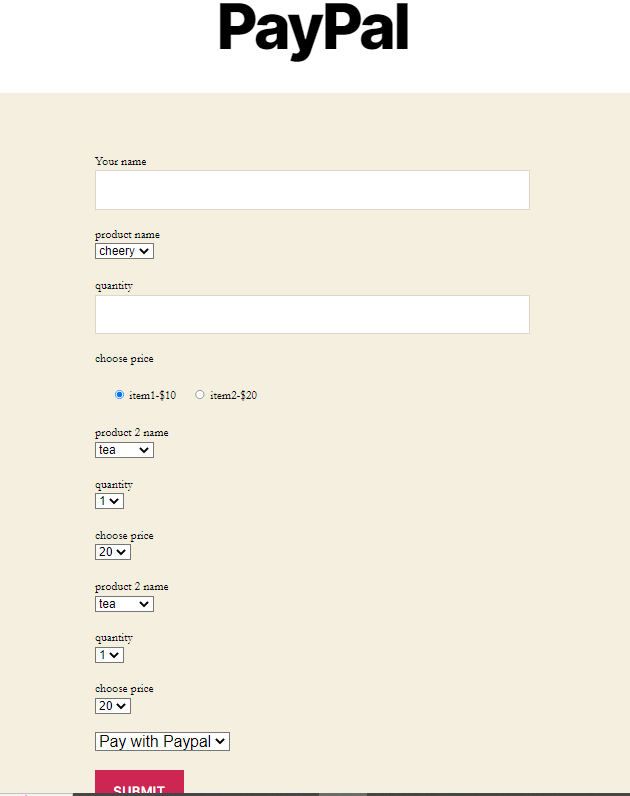 PayPal
Your name
product name
cheery
quantity
choose price
item1-$10 item2-$20
product 2 name
tea
quantity
1
choose price
20
product 2 name
tea
quantity
1
choose price
20
Pay with Paypal
SUBMIT